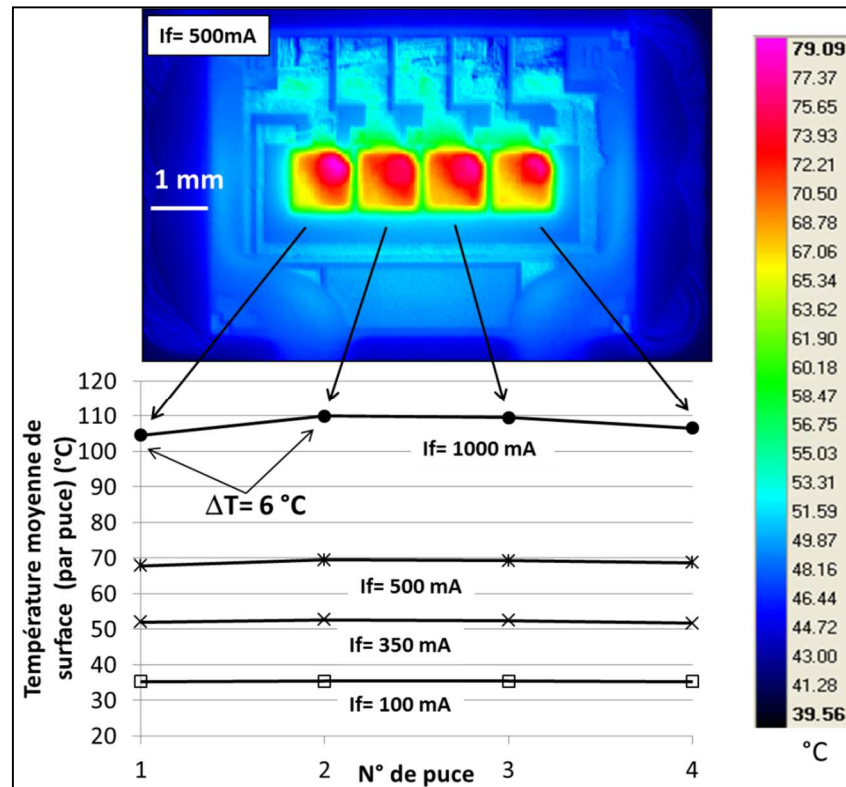 If= 500mA
1 mm
79.09
77.37
75.65
73.93
72.21
70.50
68.78
67.06
65.34
63.62
61.90
60.18
58.47
56.75
55.03
53.31
51.59
49.87
48.16
46.44
44.72
43.00
41.28
39.56
°C
Température moyenne de
surface (par puce) (°C)
120
110
100
90
80
70
60
50
40
30
20
If= 1000 mA
ΔT= 6 °C
If= 500 mA
If= 350 mA
If= 100 mA
1 2 3 4
N° de puce